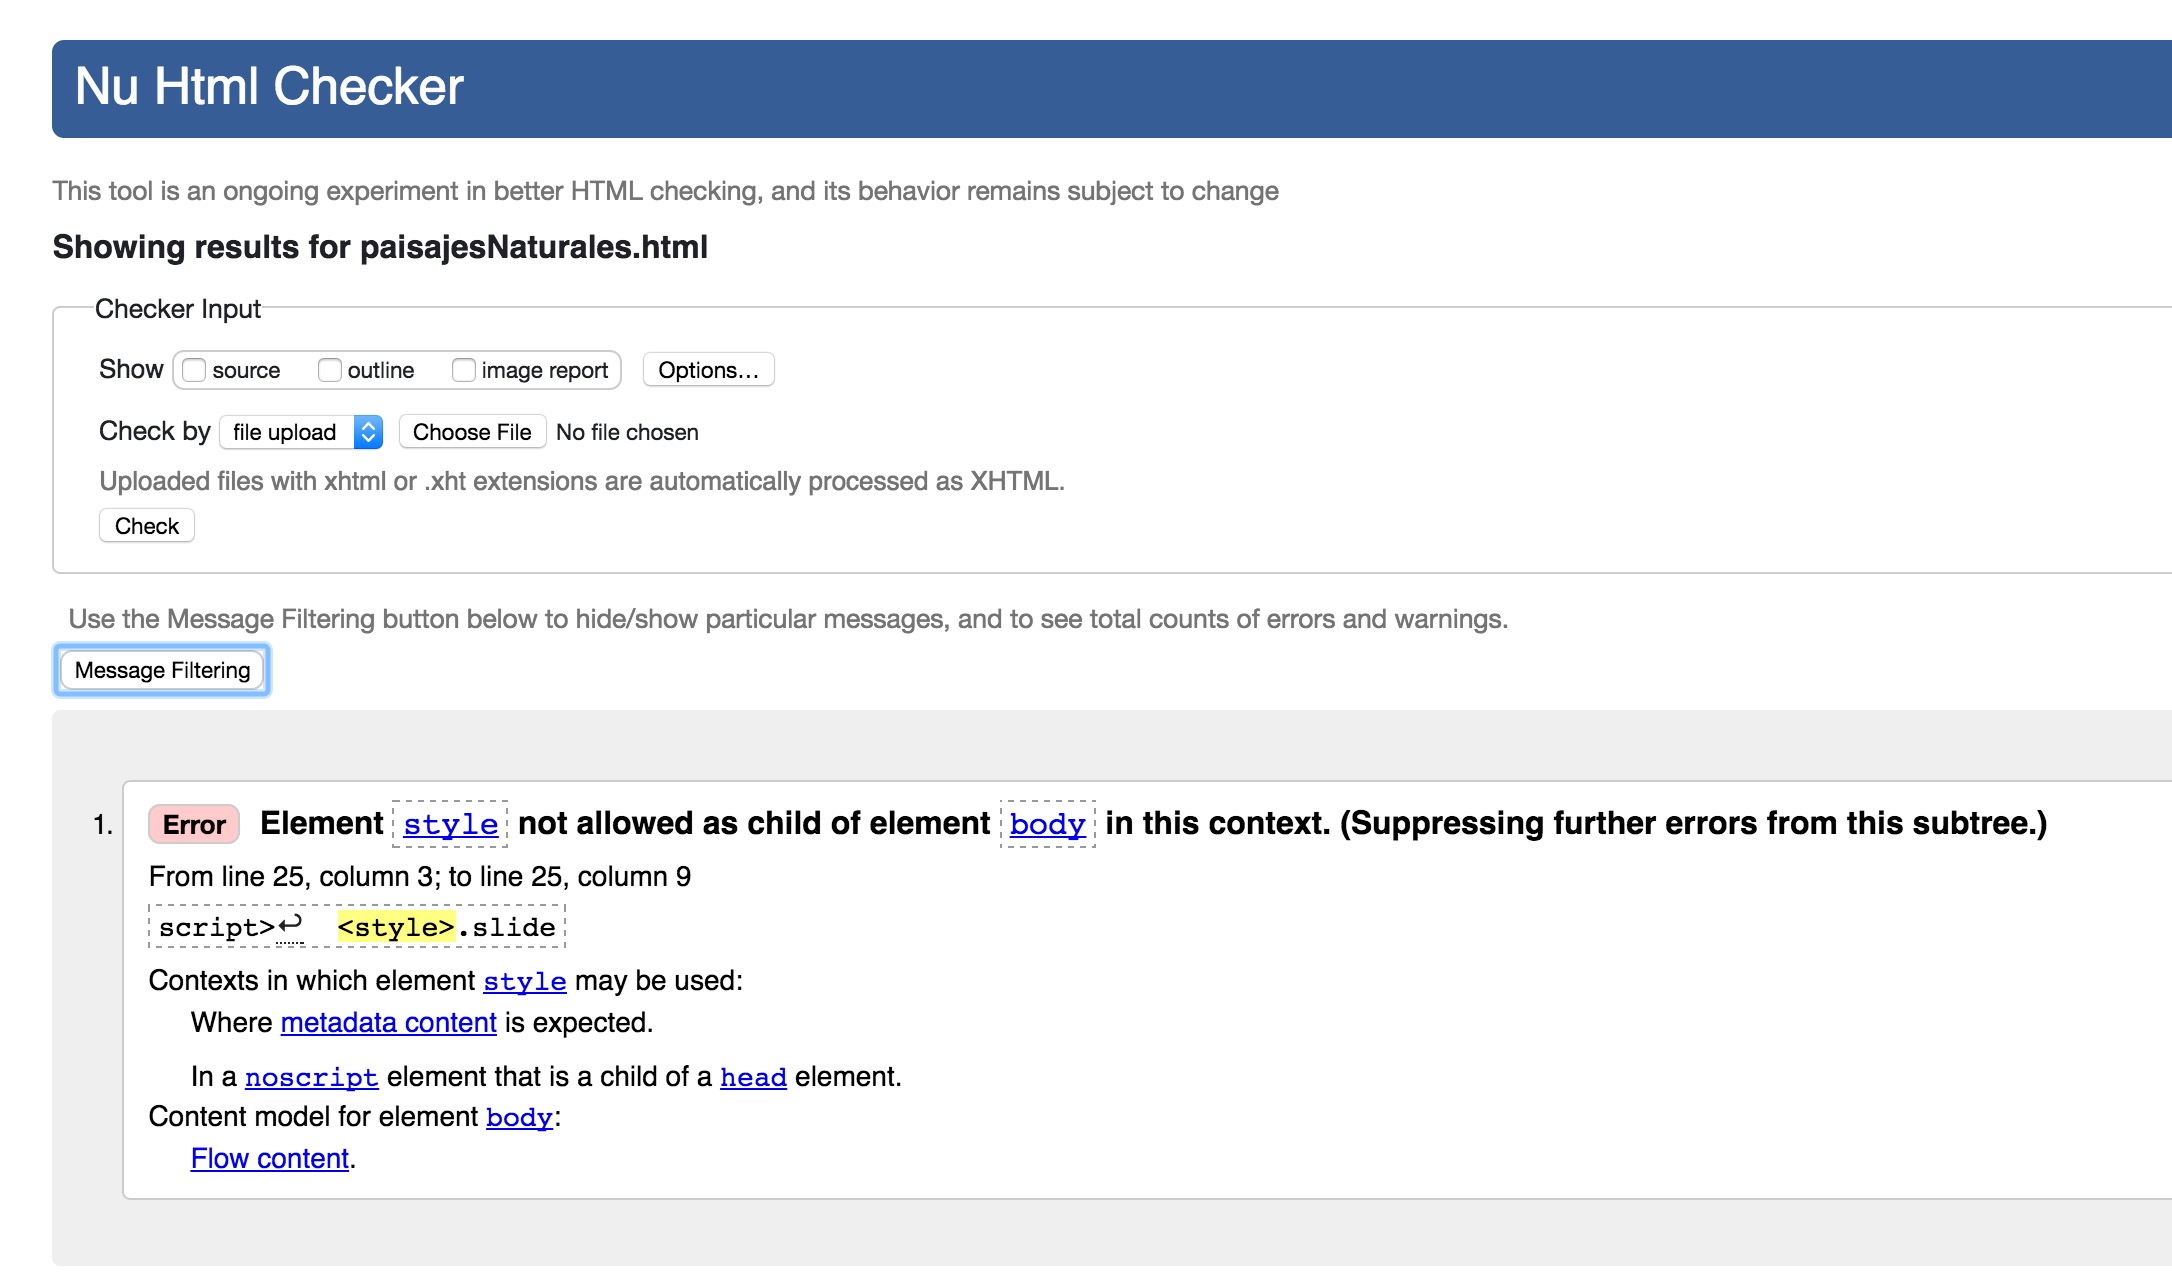 Nu Html Checker
This tool is an ongoing experiment in better HTML checking, and its behavior remains subject to change
Showing results for paisajesNaturales.html
Checker Input
Show source outline image report Options...
Check by file upload Choose File No file chosen
Uploaded files with xhtml or .xht extensions are automatically processed as XHTML.
Check
Use the Message Filtering button below to hide/show particular messages, and to see total counts of errors and warnings.
Message Filtering
1. Error Element style not allowed as child of element body in this context. (Suppressing further errors from this subtree.)
From line 25, column 3; to line 25, column 9
script>↩ <style>.slide
Contexts in which element style may be used:
Where metadata content is expected.
In a noscript element that is a child of a head element.
Content model for element body:
Flow content.